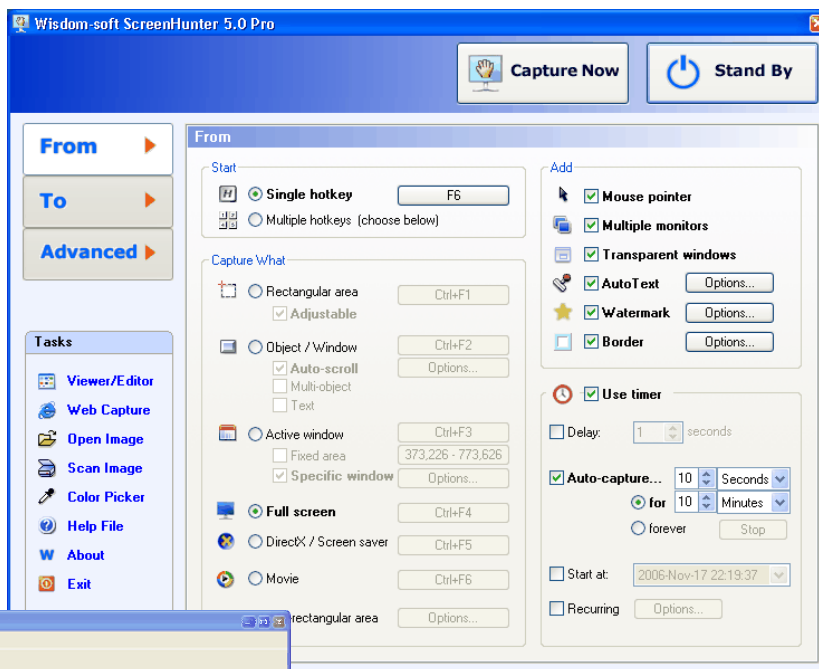 Wisdom-soft ScreenHunter 5.0 Pro
Capture Now
Stand By
From
To
Advanced
Tasks
Viewer/Editor
Web Capture
Open Image
Scan Image
Color Picker
Help File
W About
Exit
From
Start
H Single hotkey F6
Multiple hotkeys (choose below)
Capture What
Rectangular area Ctrl+F1
Adjustable
Object / Window Ctrl+F2
Auto-scroll Options...
Multi-object
Text
Active window Ctrl+F3
Fixed area 373,226 - 773,626
Specific window Options...
Full screen Ctrl+F4
DirectX / Screen saver Ctrl+F5
Movie Ctrl+F6
rectangular area Options...
Add
Mouse pointer
Multiple monitors
Transparent windows
AutoText Options...
Watermark Options...
Border Options...
Use timer
Delay: 1 seconds
Auto-capture... 10 Seconds
for 10 Minutes
forever Stop
Start at: 2006-Nov-17 22:19:37
Recurring Options...